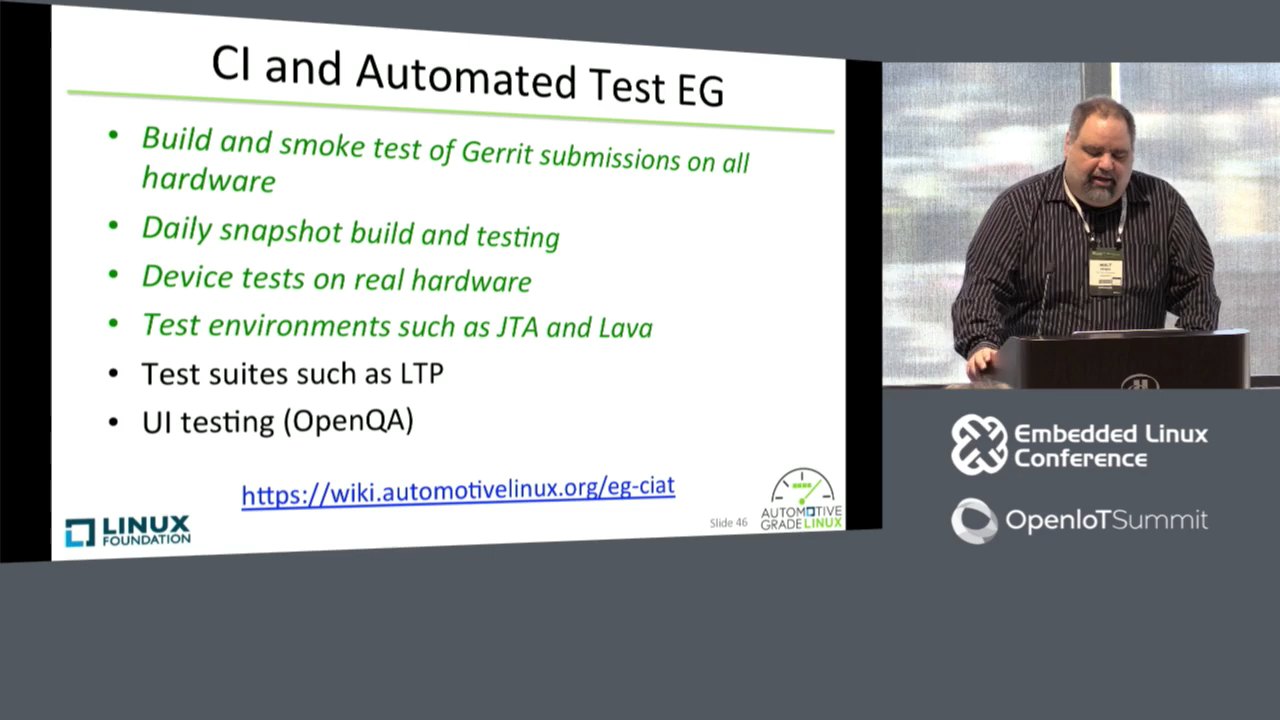 CI and Automated Test EG
• Build and smoke test of Gerrit submissions on all
hardware
• Daily snapshot build and testing
• Device tests on real hardware
• Test environments such as JTA and Lava
• Test suites such as LTP
• UI testing (OpenQA)
https://wiki.automotivelinux.org/eg-ciat
LINUX
FOUNDATION
Slide 46
AUTOMOTIVE
GRADELINUX
Embedded Linux
Conference
OpenIoTSummit